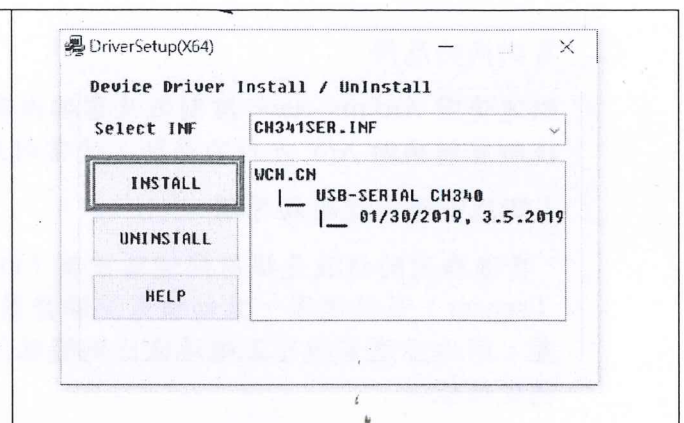 DriverSetup(X64)
Device Driver Install / UnInstall
Select INF
CH341SER.INF
INSTALL
UNINSTALL
HELP
WCH.CN
|__ USB-SERIAL CH340
|__ 01/30/2019, 3.5.2019